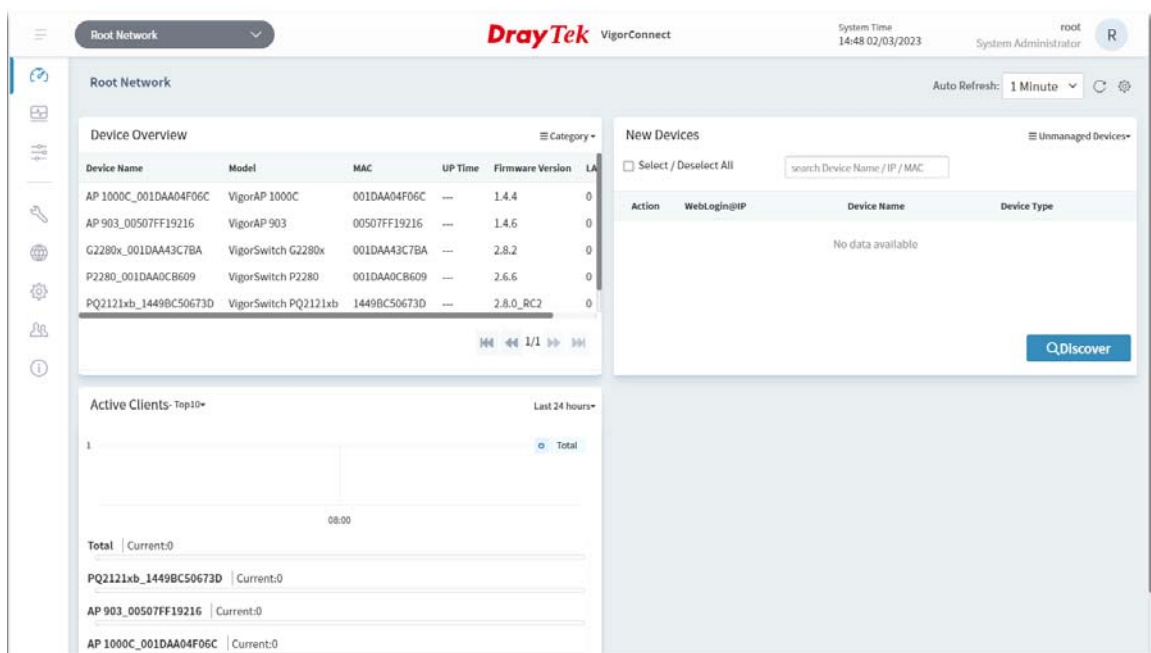 Root Network
DrayTek VigorConnect
System Time
14:48 02/03/2023
root
System Administrator
R
Root Network
Auto Refresh: 1 Minute
Device Overview
Category
Device Name Model MAC UP Time Firmware Version LA
AP 1000C_001DAA04F06C VigorAP 1000C 001DAA04F06C --- 1.4.4 0
AP 903_00507FF19216 VigorAP 903 00507FF19216 --- 1.4.6 0
G2280x_001DAA43C7BA VigorSwitch G2280x 001DAA43C7BA --- 2.8.2 0
P2280_001DAA0CB609 VigorSwitch P2280 001DAA0CB609 --- 2.6.6 0
PQ2121xb_1449BC50673D VigorSwitch PQ2121xb 1449BC50673D --- 2.8.0_RC2 0
1/1
New Devices
Unmanaged Devices
Select / Deselect All
search Device Name / IP / MAC
Action WebLogin@IP Device Name Device Type
No data available
Discover
Active Clients- Top10
Last 24 hours
1
Total
08:00
Total Current:0
PQ2121xb_1449BC50673D Current:0
AP 903_00507FF19216 Current:0
AP 1000C_001DAA04F06C Current:0